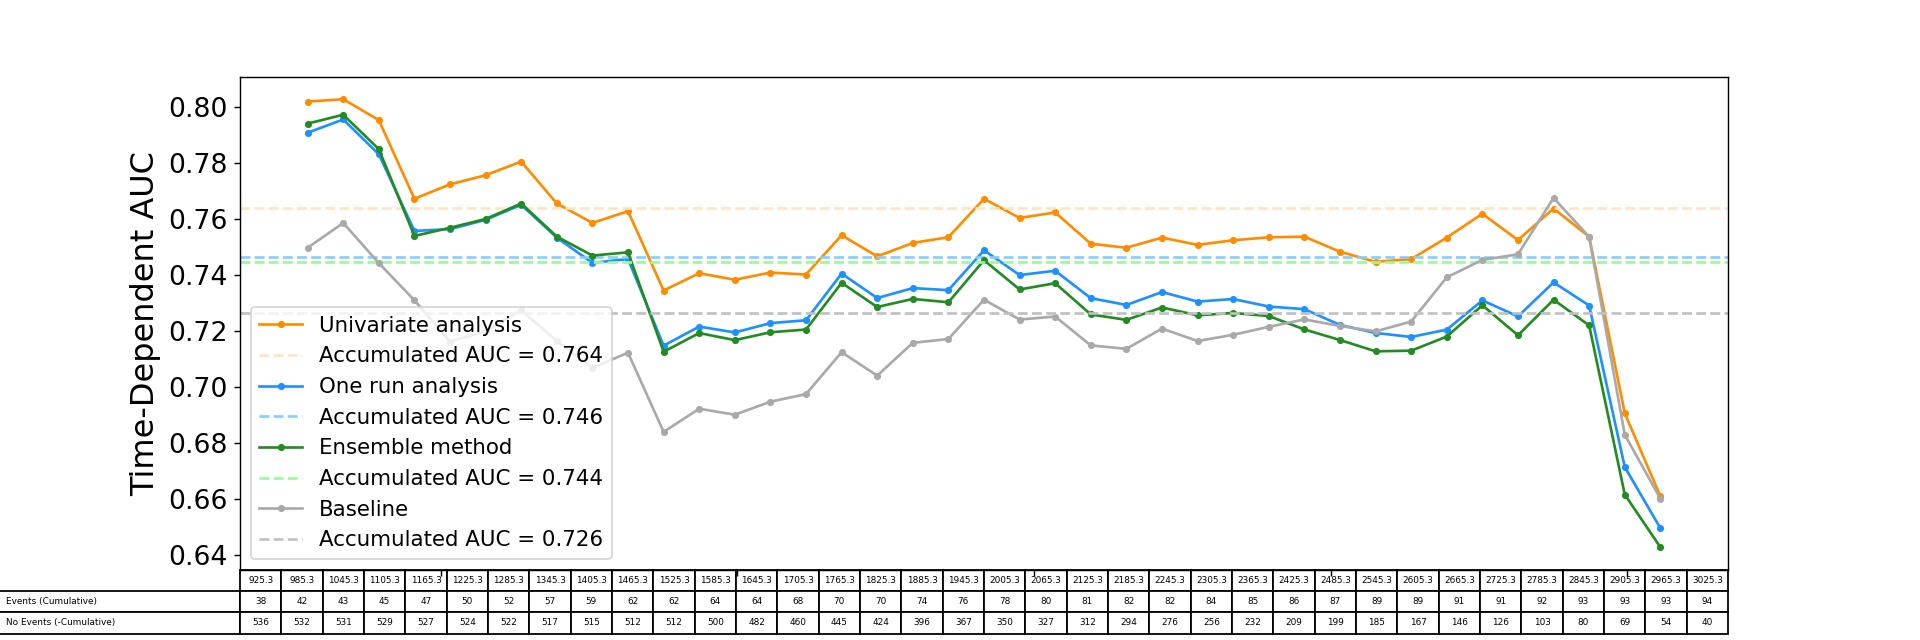 0.80
0.78
0.76
0.74
0.72
0.70
0.68
0.66
0.64
Time-Dependent AUC
Univariate analysis
Accumulated AUC = 0.764
One run analysis
Accumulated AUC = 0.746
Ensemble method
Accumulated AUC = 0.744
Baseline
Accumulated AUC = 0.726
925.3 985.3 1045.3 1105.3 1165.3 1225.3 1285.3 1345.3 1405.3 1465.3 1525.3 1585.3 1645.3 1705.3 1765.3 1825.3 1885.3 1945.3 2005.3 2065.3 2125.3 2185.3 2245.3 2305.3 2365.3 2425.3 2485.3 2545.3 2605.3 2665.3 2725.3 2785.3 2845.3 2905.3 2965.3 3025.3
Events (Cumulative) 38 42 43 45 47 50 52 57 59 62 62 64 64 68 70 70 74 76 78 80 81 82 82 84 85 86 87 89 89 91 91 92 93 93 93 94
No Events (-Cumulative) 536 532 531 529 527 524 522 517 515 512 512 500 482 460 445 424 396 367 350 327 312 294 276 256 232 209 199 185 167 146 126 103 80 69 54 40